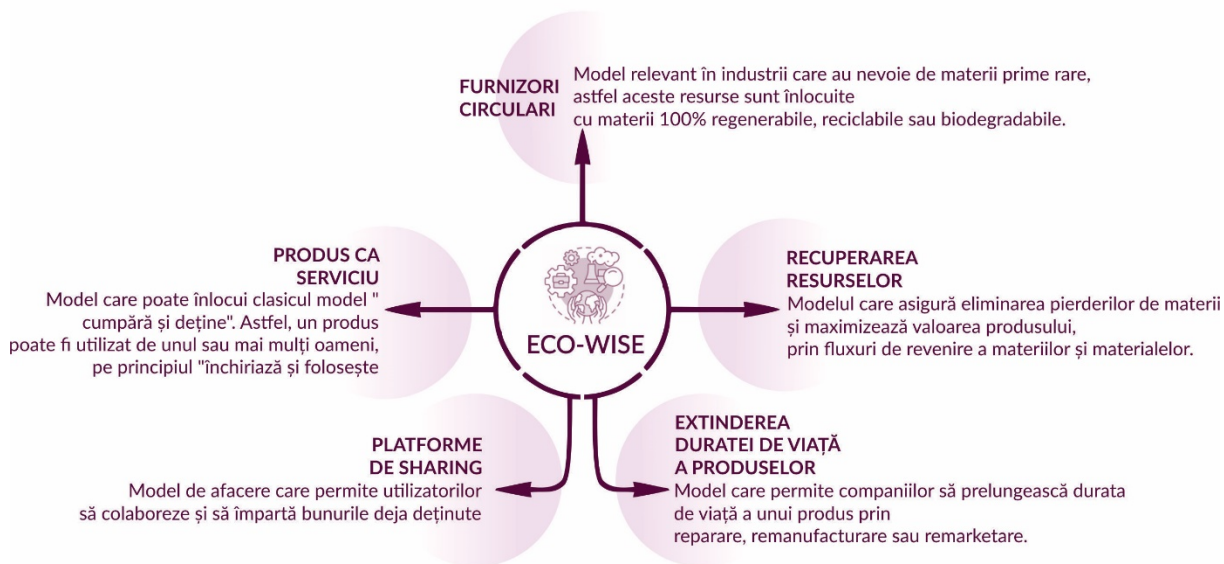 FURNIZORI
CIRCULARI
Model relevant în industrii care au nevoie de materii prime rare,
astfel aceste resurse sunt înlocuite
cu materii 100% regenerabile, reciclabile sau biodegradabile.
PRODUS CA
SERVICIU
Model care poate înlocui clasicul model "
cumpără și deține". Astfel, un produs
poate fi utilizat de unul sau mai mulți oameni,
pe principiul "închiriază și folosește
ECO-WISE
RECUPERAREA
RESURSELOR
Modelul care asigură eliminarea pierderilor de materii
și maximizează valoarea produsului,
prin fluxuri de revenire a materiilor și materialelor.
PLATFORME
DE SHARING
Model de afacere care permite utilizatorilor
să colaboreze și să împartă bunurile deja deținute
EXTINDEREA
DURATEI DE VIAȚĂ
A PRODUSELOR
Model care permite companiilor să prelungească durata
de viață a unui produs prin
reparare, remanufacturare sau remarketare.